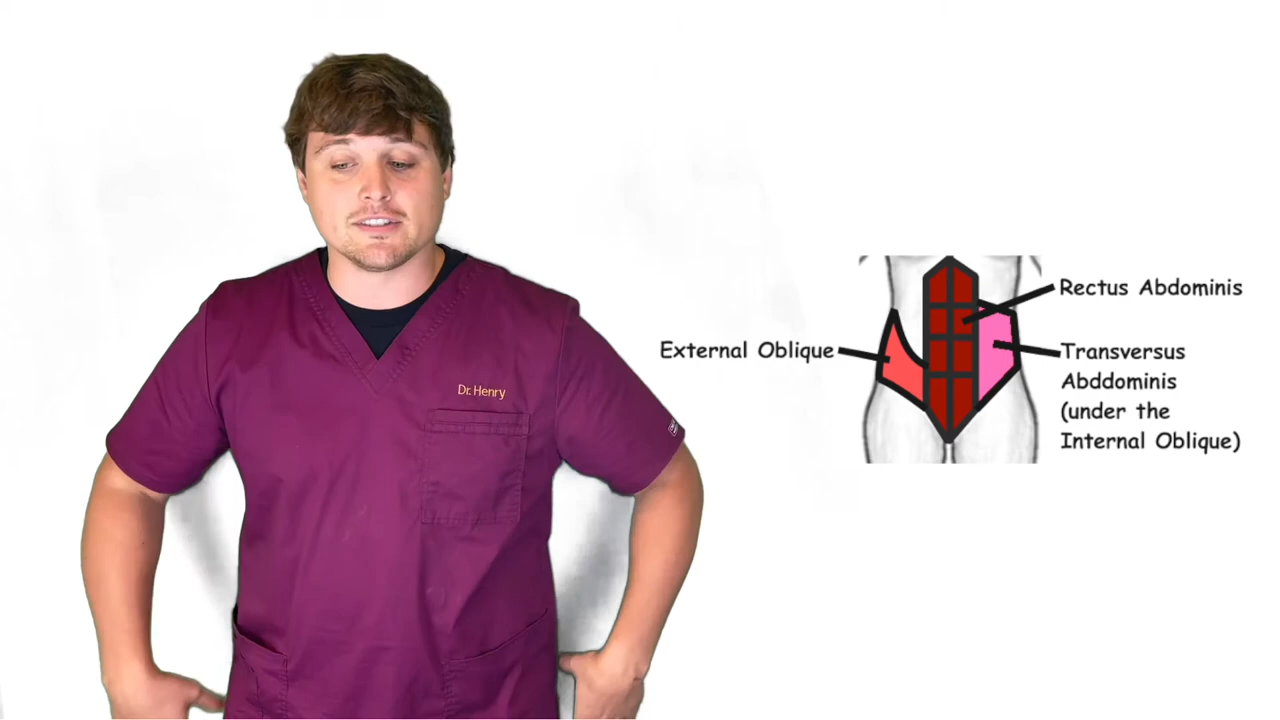 Dr. Henry
External Oblique
Rectus Abdominis
Transversus
Abddominis
(under the
Internal Oblique)